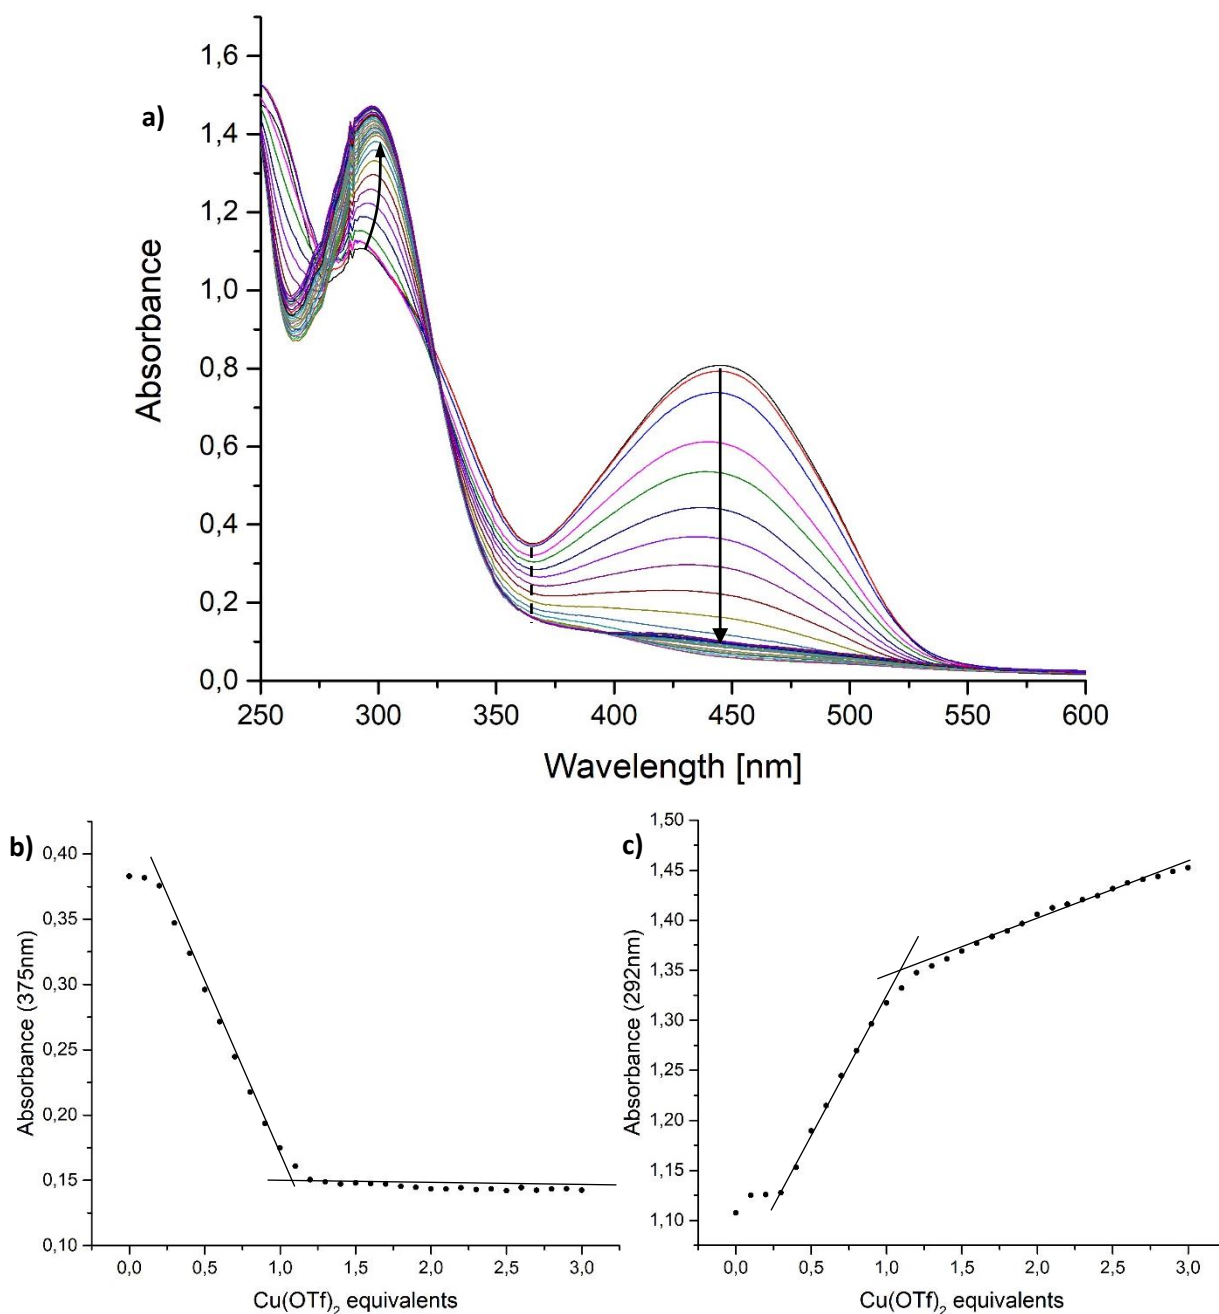 a)
1,6
1,4
1,2
1,0
0,8
0,6
0,4
0,2
0,0
Absorbance
250 300 350 400 450 500 550 600
Wavelength [nm]
b)
0,40
0,35
0,30
0,25
0,20
0,15
0,10
Absorbance (375nm)
0,0 0,5 1,0 1,5 2,0 2,5 3,0
Cu(OTf)2 equivalents
c)
1,50
1,45
1,40
1,35
1,30
1,25
1,20
1,15
1,10
Absorbance (292nm)
0,0 0,5 1,0 1,5 2,0 2,5 3,0
Cu(OTf)2 equivalents